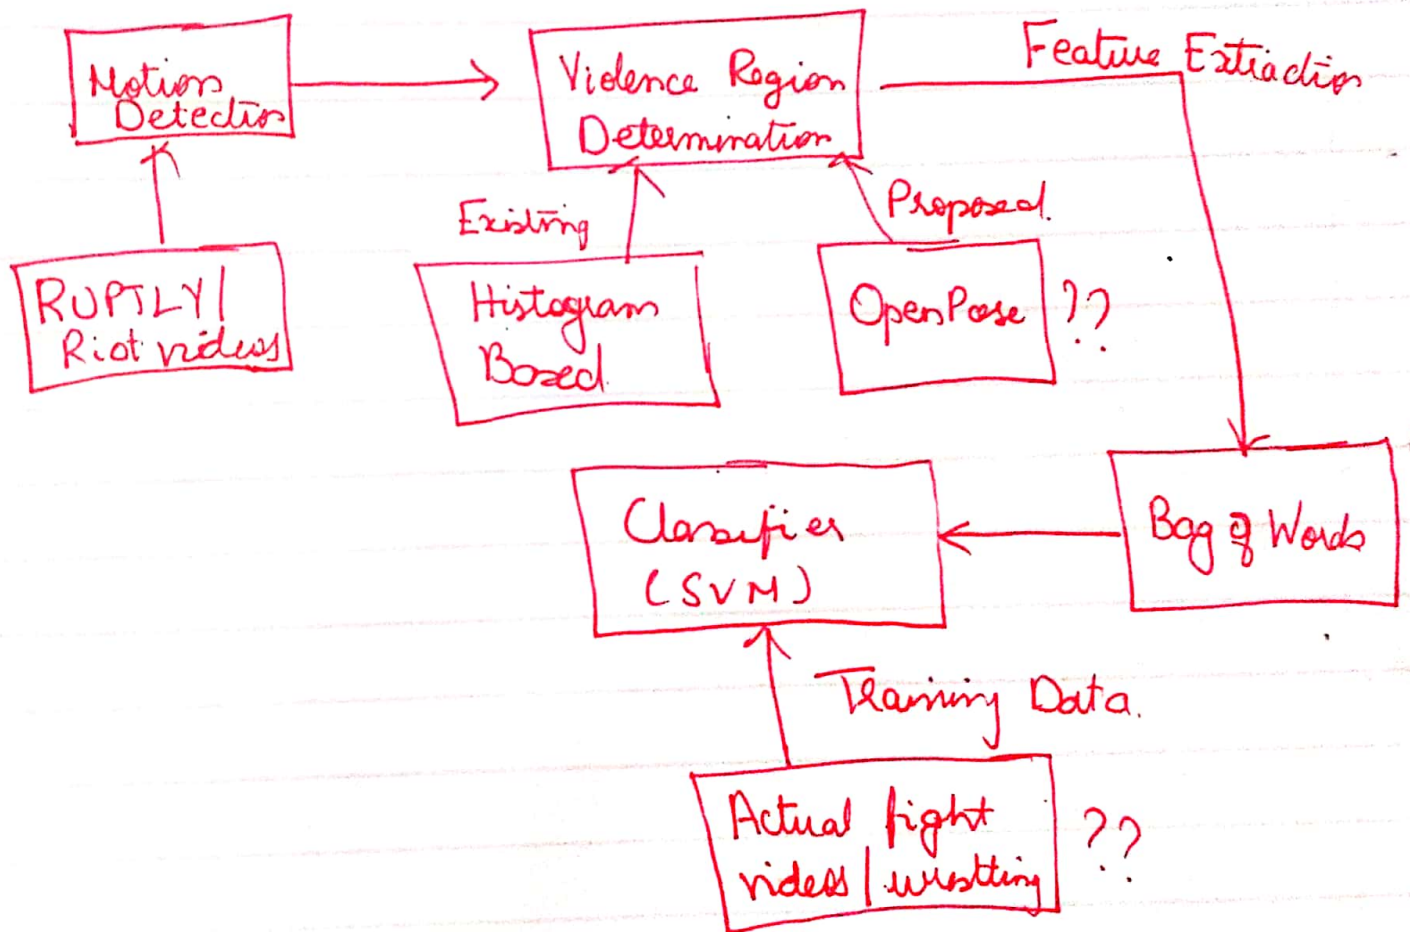 Motion
Detection
Violence Region
Determination
Feature Extraction
Existing
Proposed.
RUPTLY/
Riot videos
Histogram
Based
OpenPose
??
Classifier
(SVM)
Bag of Words
Training Data.
Actual fight
videos / wrestling
??